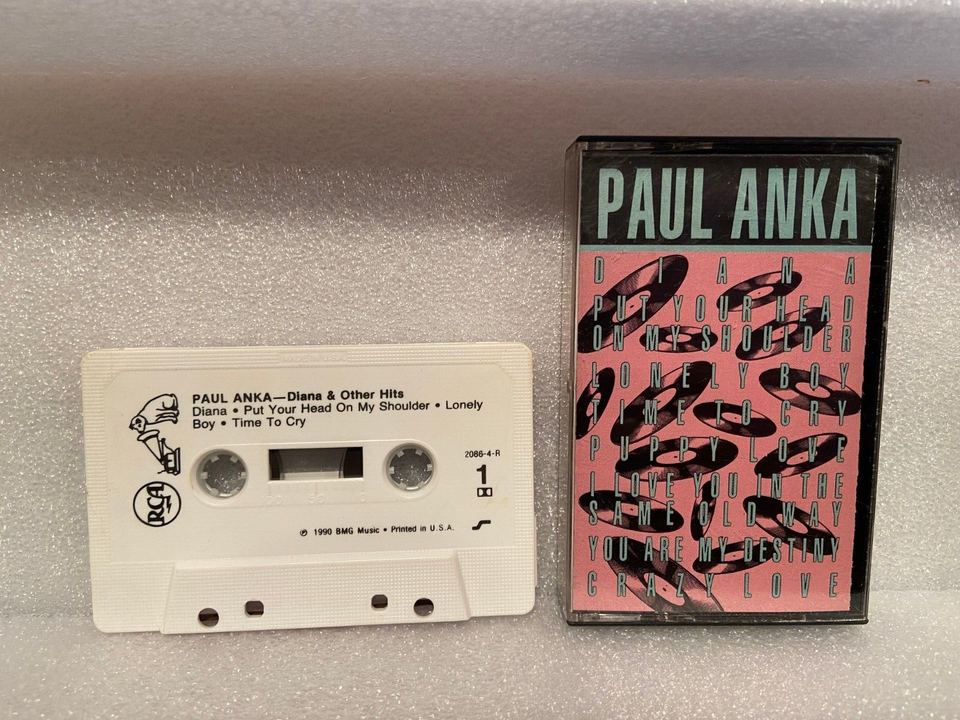 PAUL ANKA—Diana & Other Hits
Diana • Put Your Head On My Shoulder • Lonely
Boy • Time To Cry
2086-4-R
1
RCA
℗ 1990 BMG Music • Printed in U.S.A.
PAUL ANKA
DIANA
PUT YOUR HEAD
ON MY SHOULDER
LONELY BOY
TIME TO CRY
PUPPY LOVE
I LOVE YOU IN THE
SAME OLD WAY
YOU ARE MY DESTINY
CRAZY LOVE